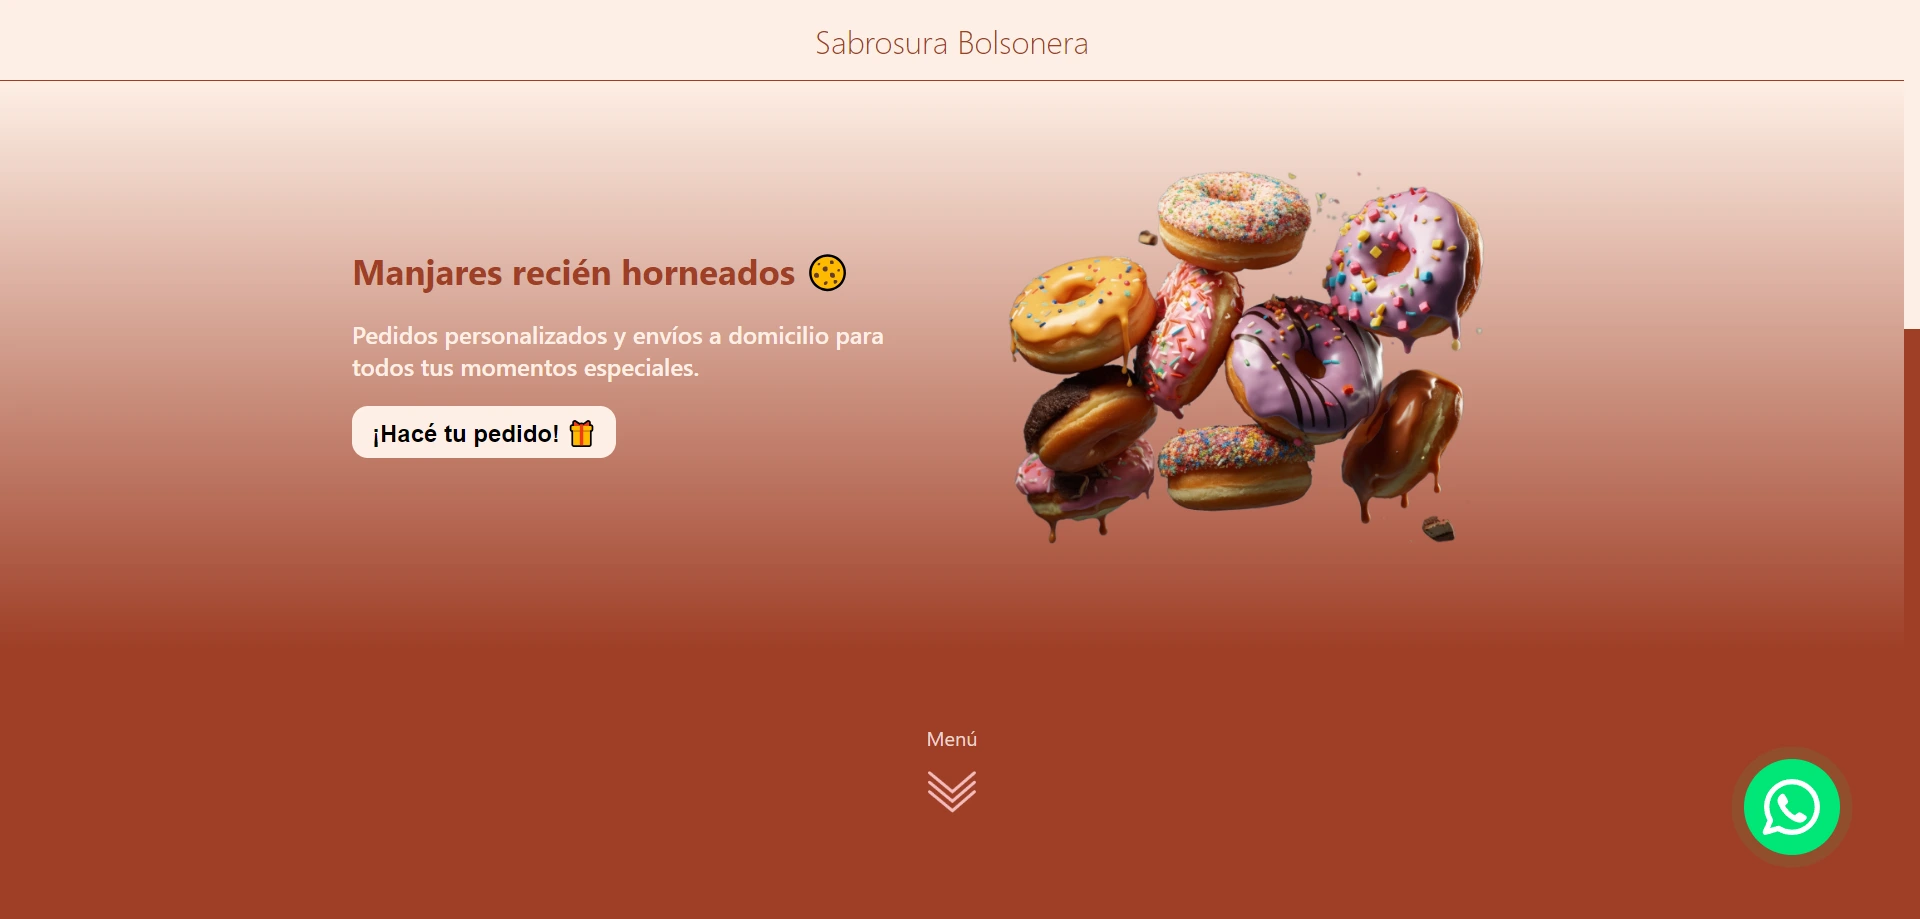 Sabrosura Bolsonera
Manjares recién horneados
Pedidos personalizados y envíos a domicilio para
todos tus momentos especiales.
¡Hacé tu pedido!
Menú